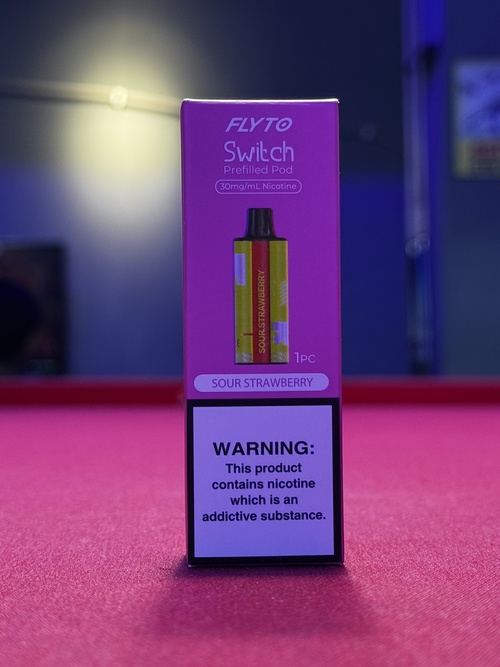 FLYTO
Switch
Prefilled Pod
30mg/mL Nicotine
SOUR STRAWBERRY
1PC
SOUR STRAWBERRY
WARNING:
This product
contains nicotine
which is an
addictive substance.